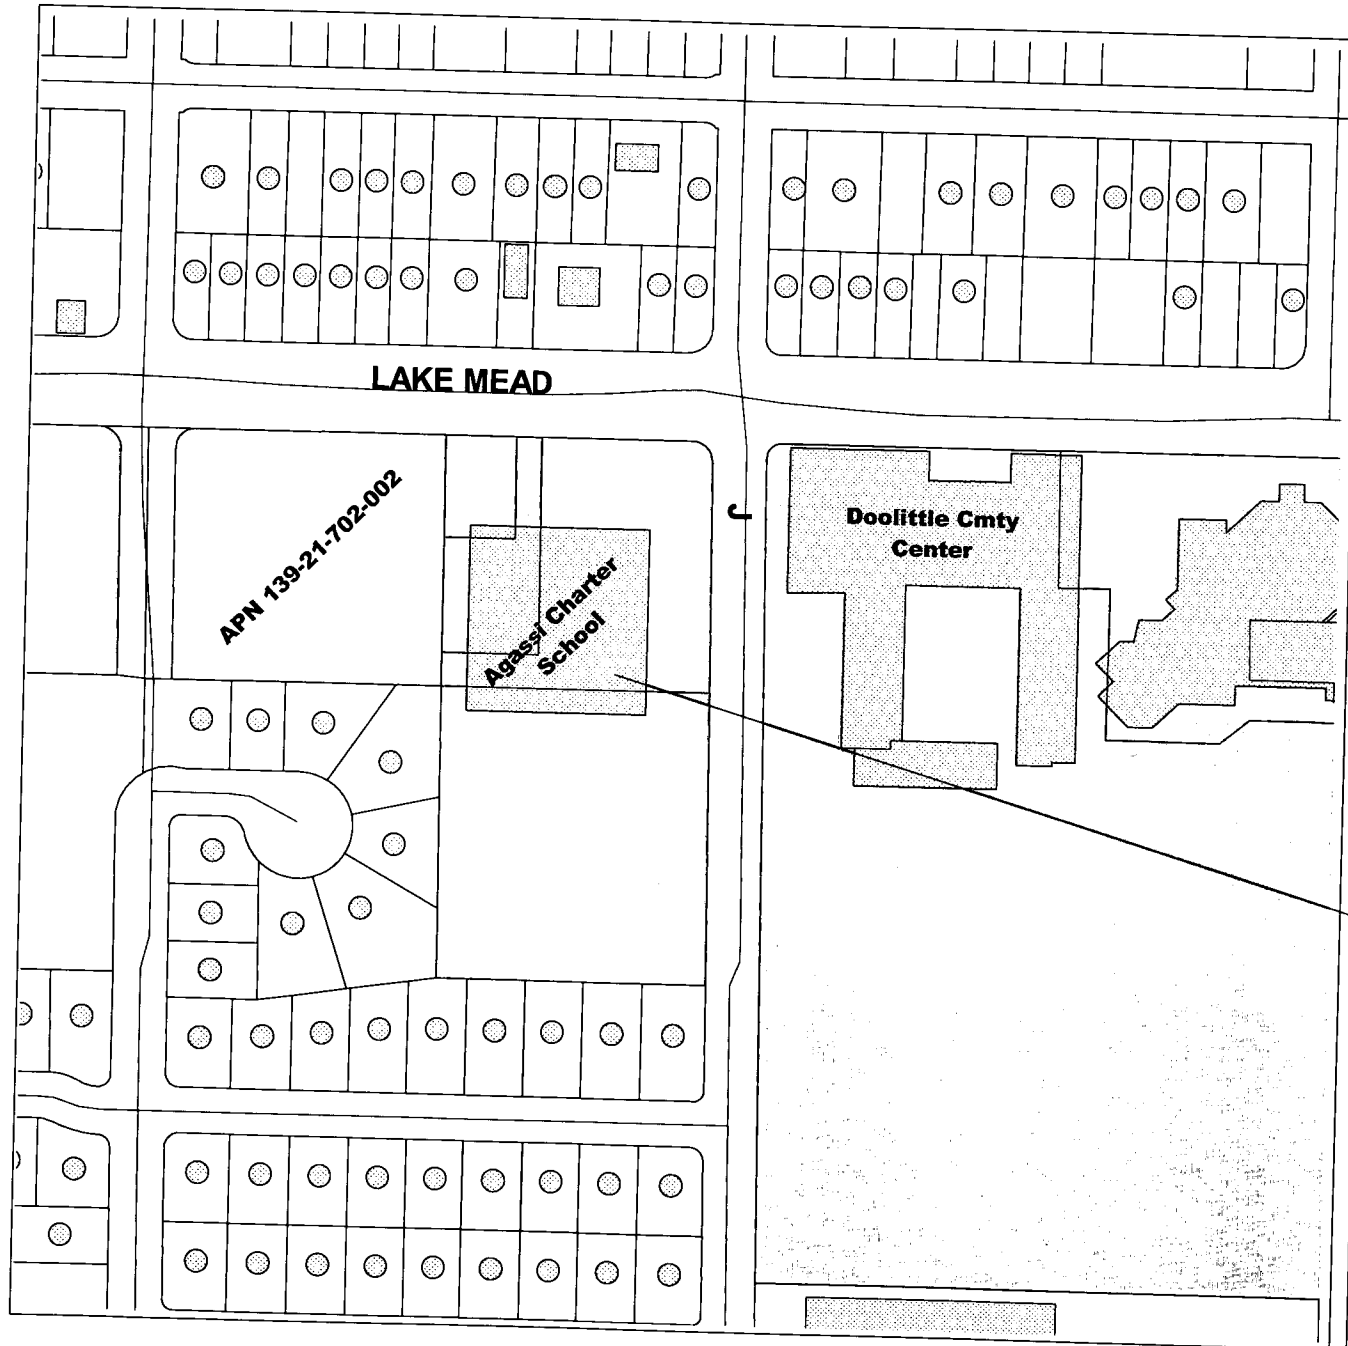 LAKE MEAD
APN 139-21-702-002
Agassi Charter
School
J
Doolittle Cmty
Center